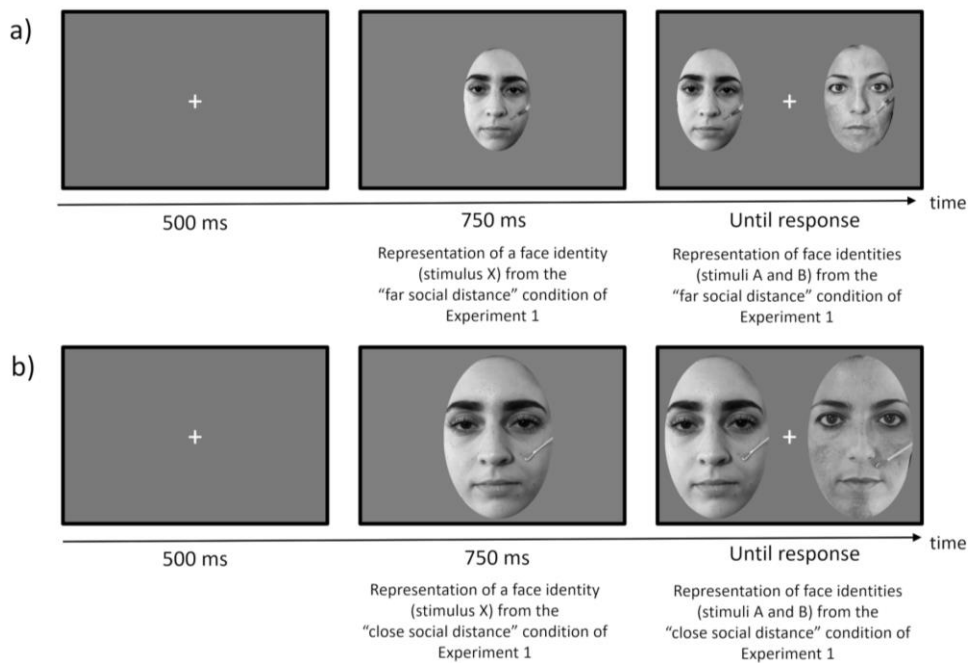 a)
time
500 ms
750 ms
Until response
Representation of a face identity
(stimulus X) from the
“far social distance” condition of
Experiment 1
Representation of face identities
(stimuli A and B) from the
“far social distance” condition of
Experiment 1
b)
time
500 ms
750 ms
Until response
Representation of a face identity
(stimulus X) from the
“close social distance” condition of
Experiment 1
Representation of face identities
(stimuli A and B) from the
“close social distance” condition of
Experiment 1